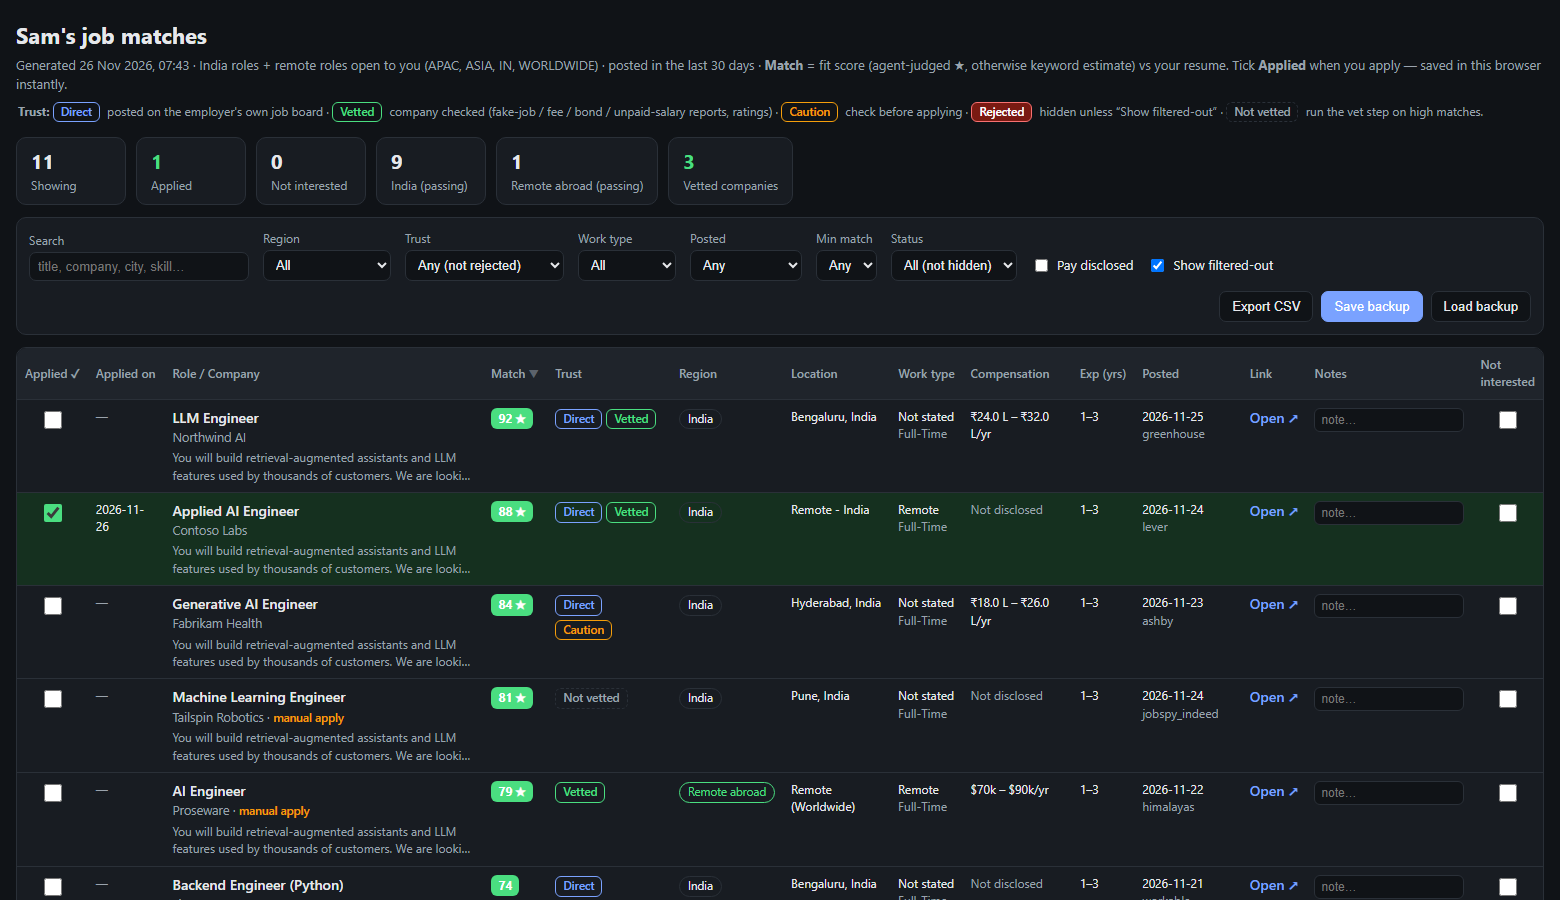 Sam's job matches
Generated 26 Nov 2026, 07:43 · India roles + remote roles open to you (APAC, ASIA, IN, WORLDWIDE) · posted in the last 30 days · Match = fit score (agent-judged ★, otherwise keyword estimate) vs your resume. Tick Applied when you apply — saved in this browser
instantly.
Trust: Direct posted on the employer's own job board · Vetted company checked (fake-job / fee / bond / unpaid-salary reports, ratings) · Caution check before applying · Rejected hidden unless "Show filtered-out" · Not vetted run the vet step on high matches.
11 1 0 9 1 3
Showing Applied Not interested India (passing) Remote abroad (passing) Vetted companies
Search Region Trust Work type Posted Min match Status
title, company, city, skill... All Any (not rejected) All Any Any All (not hidden) Pay disclosed Show filtered-out
Export CSV Save backup Load backup
Applied ✓ Applied on Role / Company Match ▼ Trust Region Location Work type Compensation Exp (yrs) Posted Link Notes Not
interested
— LLM Engineer 92 ★ Direct Vetted India Bengaluru, India Not stated ₹24.0 L – ₹32.0 1–3 2026-11-25 Open ↗ note...
Northwind AI Full-Time L/yr greenhouse
You will build retrieval-augmented assistants and LLM
features used by thousands of customers. We are looki...
2026-11- Applied AI Engineer 88 ★ Direct Vetted India Remote - India Remote Not disclosed 1–3 2026-11-24 Open ↗ note...
26 Contoso Labs Full-Time lever
You will build retrieval-augmented assistants and LLM
features used by thousands of customers. We are looki...
— Generative AI Engineer 84 ★ Direct India Hyderabad, India Not stated ₹18.0 L – ₹26.0 1–3 2026-11-23 Open ↗ note...
Fabrikam Health Caution Full-Time L/yr ashby
You will build retrieval-augmented assistants and LLM
features used by thousands of customers. We are looki...
— Machine Learning Engineer 81 ★ Not vetted India Pune, India Not stated Not disclosed 1–3 2026-11-24 Open ↗ note...
Tailspin Robotics · manual apply Full-Time jobspy_indeed
You will build retrieval-augmented assistants and LLM
features used by thousands of customers. We are looki...
— AI Engineer 79 ★ Vetted Remote abroad Remote Remote $70k – $90k/yr 1–3 2026-11-22 Open ↗ note...
Proseware · manual apply (Worldwide) Full-Time himalayas
You will build retrieval-augmented assistants and LLM
features used by thousands of customers. We are looki...
— Backend Engineer (Python) 74 Direct India Bengaluru, India Not stated Not disclosed 1–3 2026-11-21 Open ↗ note...